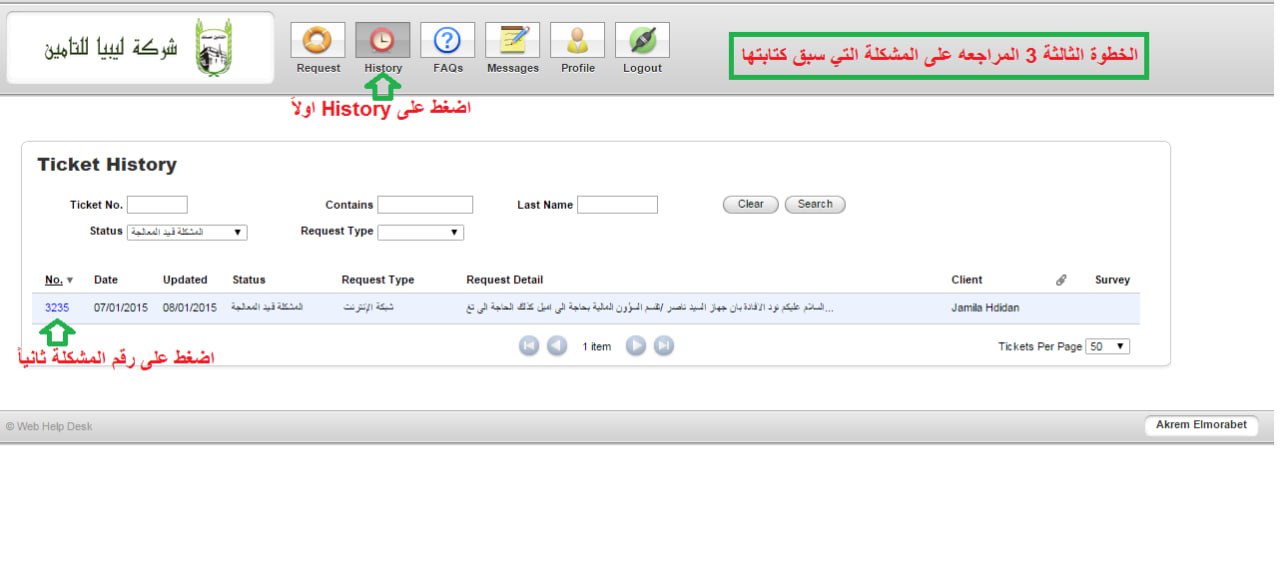 شركة ليبيا للتامين
Request History FAQs Messages Profile Logout
الخطوة الثالثة 3 المراجعه على المشكلة التي سبق كتابتها
اضغط على History اولاً
Ticket History
Ticket No. Contains Last Name Clear Search
Status المشكلة قيد المعالجة Request Type
No. Date Updated Status Request Type Request Detail Client Survey
3235 07/01/2015 08/01/2015 المشكلة قيد المعالجة شبكة الإنترنت السلام عليكم نود الافادة بان جهاز السيد ناصر /قسم السؤون المالية بحاجة الى اميل كذلك الحاجة الى تغ... Jamila Hdidan
1 item Tickets Per Page 50
اضغط على رقم المشكلة ثانياً
© Web Help Desk Akrem Elmorabet